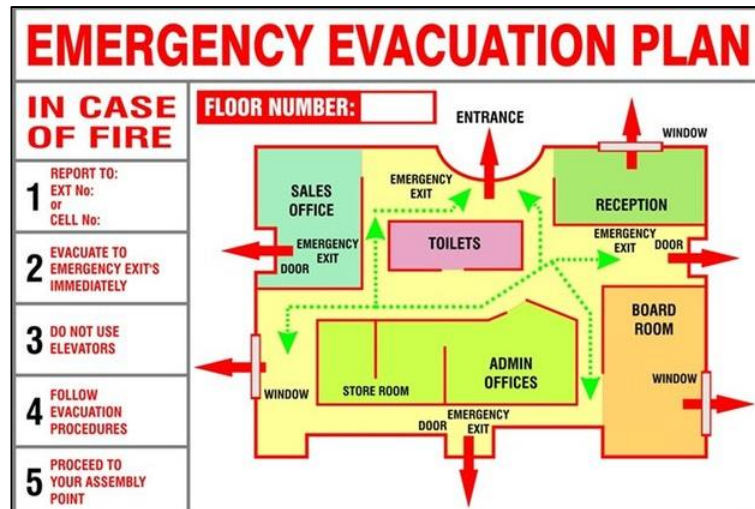 EMERGENCY EVACUATION PLAN
IN CASE
OF FIRE
1
REPORT TO:
EXT No:
or
CELL No:
2
EVACUATE TO
EMERGENCY EXIT'S
IMMEDIATELY
3
DO NOT USE
ELEVATORS
4
FOLLOW
EVACUATION
PROCEDURES
5
PROCEED TO
YOUR ASSEMBLY
POINT
FLOOR NUMBER:
ENTRANCE
WINDOW
SALES
OFFICE
EMERGENCY
EXIT
RECEPTION
TOILETS
EMERGENCY
EXIT
DOOR
EMERGENCY
EXIT
DOOR
BOARD
ROOM
WINDOW
STORE ROOM
ADMIN
OFFICES
WINDOW
DOOR
EMERGENCY
EXIT